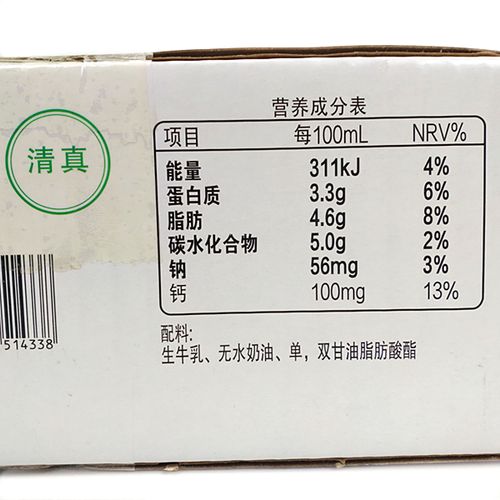 清真
514338
营养成分表
项目 每100mL NRV%
能量 311kJ 4%
蛋白质 3.3g 6%
脂肪 4.6g 8%
碳水化合物 5.0g 2%
钠 56mg 3%
钙 100mg 13%
配料:
生牛乳、无水奶油、单，双甘油脂肪酸酯